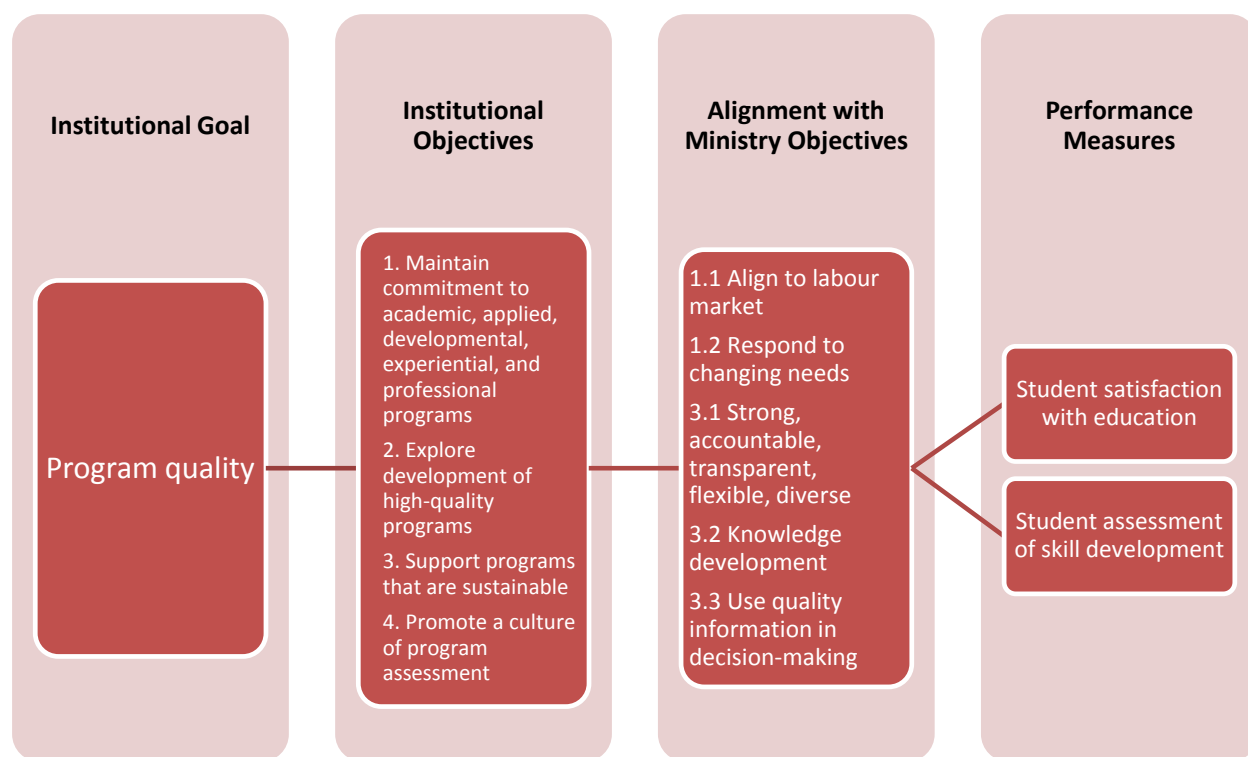 Institutional Goal
Institutional
Objectives
Alignment with
Ministry Objectives
Performance
Measures
Program quality
1. Maintain
commitment to
academic, applied,
developmental,
experiential, and
professional
programs
2. Explore
development of
high-quality
programs
3. Support programs
that are sustainable
4. Promote a culture
of program
assessment
1.1 Align to labour
market
1.2 Respond to
changing needs
3.1 Strong,
accountable,
transparent,
flexible, diverse
3.2 Knowledge
development
3.3 Use quality
information in
decision-making
Student satisfaction
with education
Student assessment
of skill development